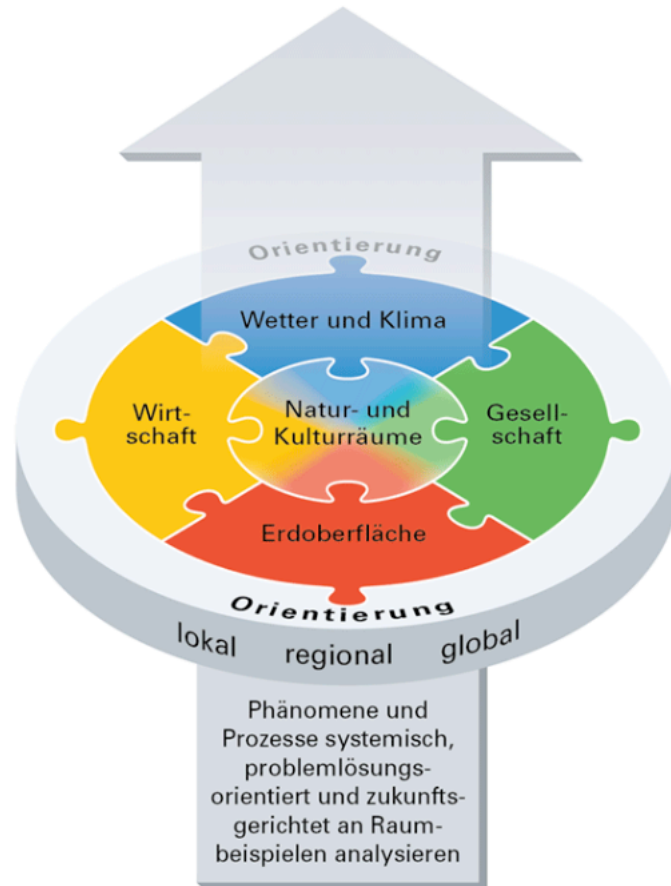 Orientierung
Wetter und Klima
Wirt-
schaft
Natur- und
Kulturräume
Gesell-
schaft
Erdoberfläche
Orientierung
lokal regional global
Phänomene und
Prozesse systemisch,
problemlösungs-
orientiert und zukunfts-
gerichtet an Raum-
beispielen analysieren